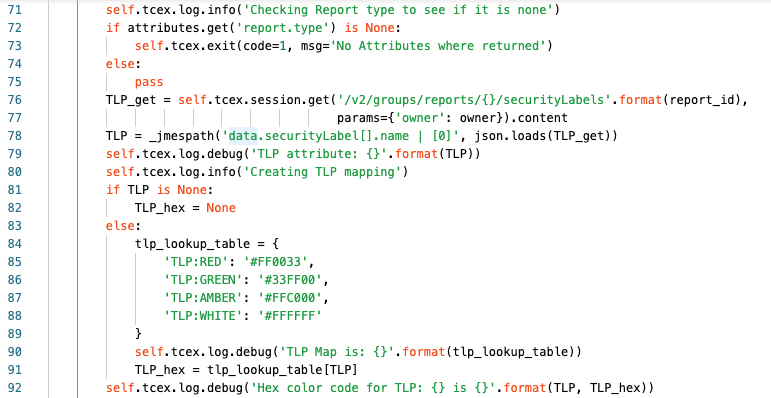 71 self.tcex.log.info('Checking Report type to see if it is none')
72 if attributes.get('report.type') is None:
73 self.tcex.exit(code=1, msg='No Attributes where returned')
74 else:
75 pass
76 TLP_get = self.tcex.session.get('/v2/groups/reports/{}/securityLabels'.format(report_id),
77 params={'owner': owner}).content
78 TLP = _jmespath('data.securityLabel[].name | [0]', json.loads(TLP_get))
79 self.tcex.log.debug('TLP attribute: {}'.format(TLP))
80 self.tcex.log.info('Creating TLP mapping')
81 if TLP is None:
82 TLP_hex = None
83 else:
84 tlp_lookup_table = {
85 'TLP:RED': '#FF0033',
86 'TLP:GREEN': '#33FF00',
87 'TLP:AMBER': '#FFC000',
88 'TLP:WHITE': '#FFFFFF'
89 }
90 self.tcex.log.debug('TLP Map is: {}'.format(tlp_lookup_table))
91 TLP_hex = tlp_lookup_table[TLP]
92 self.tcex.log.debug('Hex color code for TLP: {} is {}'.format(TLP, TLP_hex))